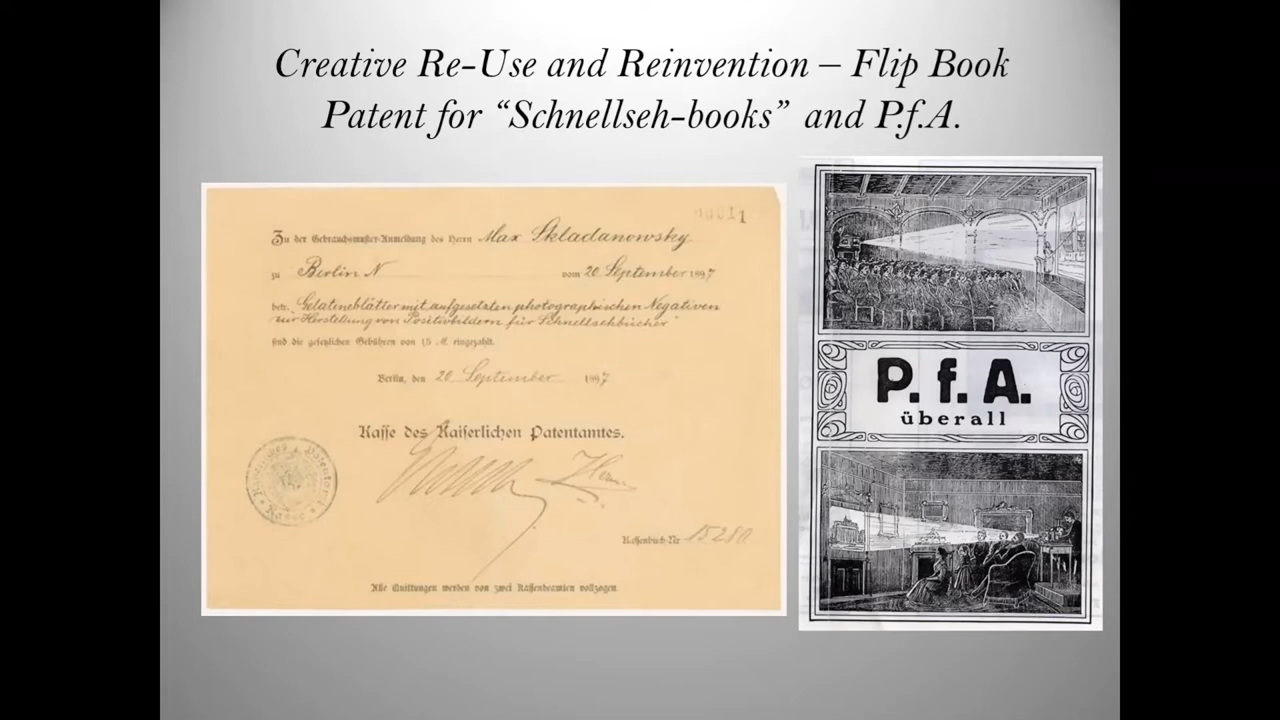 Creative Re-Use and Reinvention – Flip Book
Patent for “Schnellseh-books” and P.f.A.
Zu der Gebrauchsmuster-Anmeldung des Herrn Max Skladanowsky
zu Berlin N vom 20 September 1897
betr. Gelatineblätter mit aufgesetzten photographischen Negativen
zur Herstellung von Positivbildern für Schnellsehbücher
sind die gesetzlichen Gebühren von 15 M. eingezahlt.
Berlin, den 20 September 1897
Kasse des Kaiserlichen Patentamtes.
Kassenbuch-Nr
Alle Quittungen werden von zwei Kassenbeamten vollzogen.
P. f. A.
überall